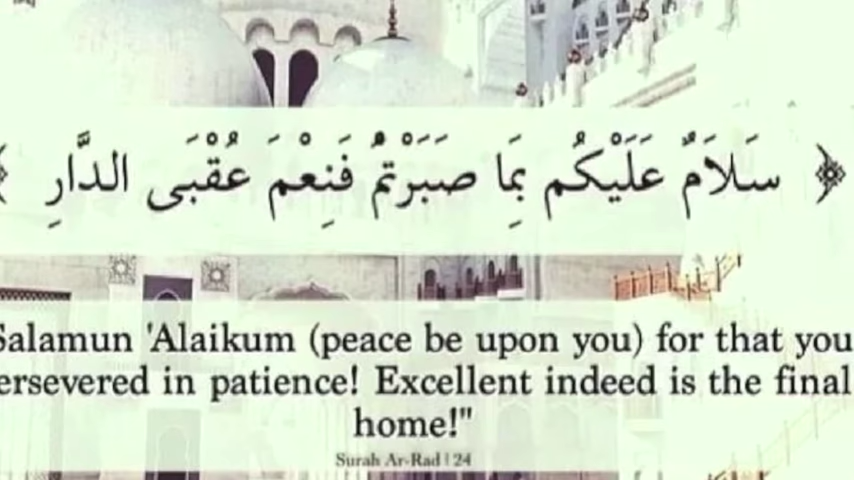 ﴿ سَلَامٌ عَلَيْكُم بِمَا صَبَرْتُمْ فَنِعْمَ عُقْبَى الدَّارِ ﴾
Salamun 'Alaikum (peace be upon you) for that you
ersevered in patience! Excellent indeed is the final
home!"
Surah Ar-Rad | 24